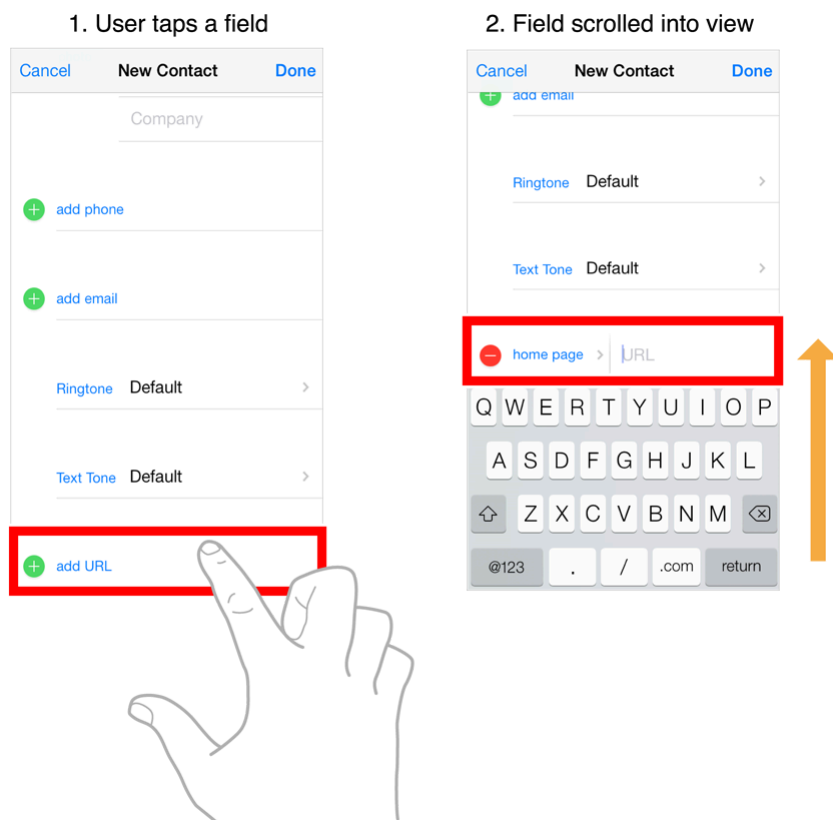 1. User taps a field
Cancel New Contact Done
Company
add phone
add email
Ringtone Default
Text Tone Default
add URL
2. Field scrolled into view
Cancel New Contact Done
add email
Ringtone Default
Text Tone Default
home page URL
Q W E R T Y U I O P
A S D F G H J K L
Z X C V B N M
@123 . / .com return